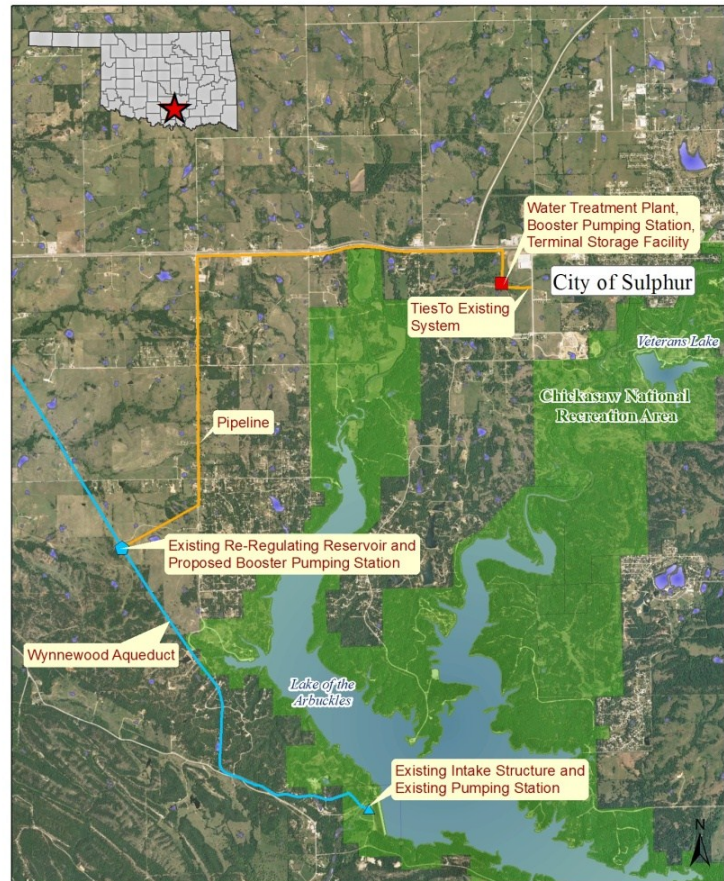 Water Treatment Plant,
Booster Pumping Station,
Terminal Storage Facility
City of Sulphur
TiesTo Existing
System
Veterans Lake
Chickasaw National
Recreation Area
Pipeline
Existing Re-Regulating Reservoir and
Proposed Booster Pumping Station
Wynnewood Aqueduct
Lake of the
Arbuckles
Existing Intake Structure and
Existing Pumping Station
N